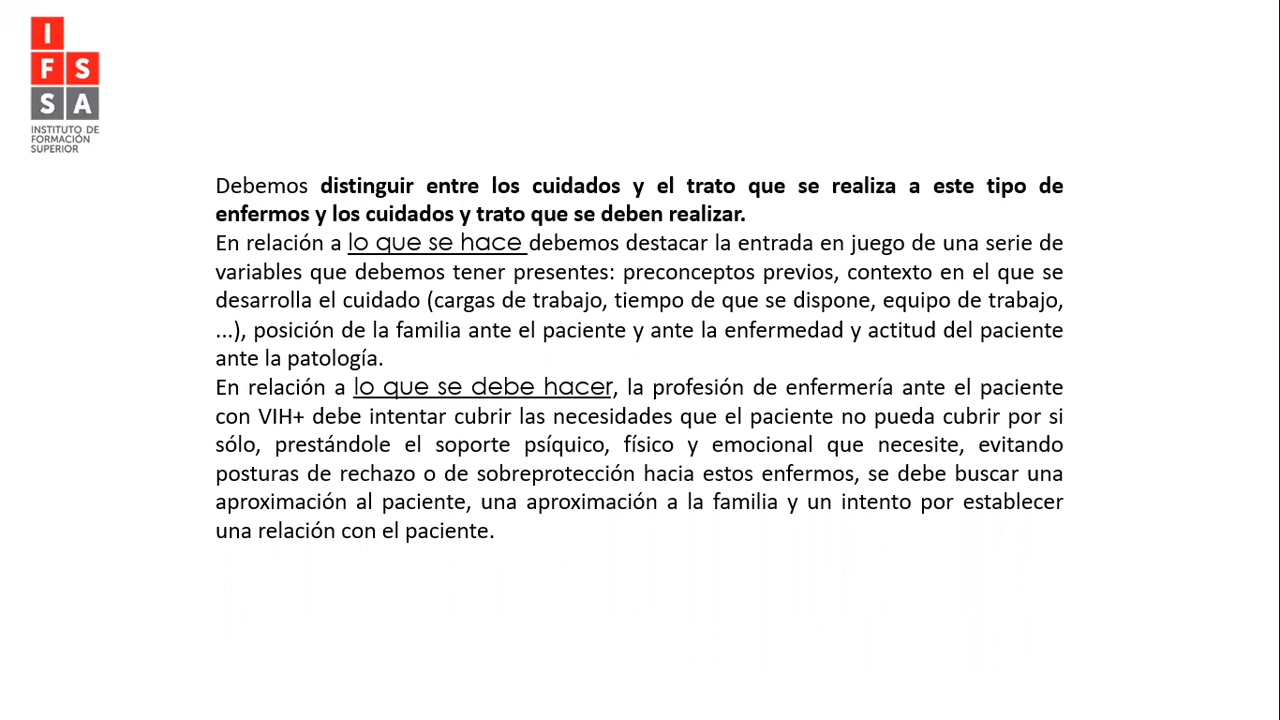 I
F S
S A
INSTITUTO DE
FORMACIÓN
SUPERIOR
Debemos distinguir entre los cuidados y el trato que se realiza a este tipo de
enfermos y los cuidados y trato que se deben realizar.
En relación a lo que se hace debemos destacar la entrada en juego de una serie de
variables que debemos tener presentes: preconceptos previos, contexto en el que se
desarrolla el cuidado (cargas de trabajo, tiempo de que se dispone, equipo de trabajo,
...), posición de la familia ante el paciente y ante la enfermedad y actitud del paciente
ante la patología.
En relación a lo que se debe hacer, la profesión de enfermería ante el paciente
con VIH+ debe intentar cubrir las necesidades que el paciente no pueda cubrir por si
sólo, prestándole el soporte psíquico, físico y emocional que necesite, evitando
posturas de rechazo o de sobreprotección hacia estos enfermos, se debe buscar una
aproximación al paciente, una aproximación a la familia y un intento por establecer
una relación con el paciente.